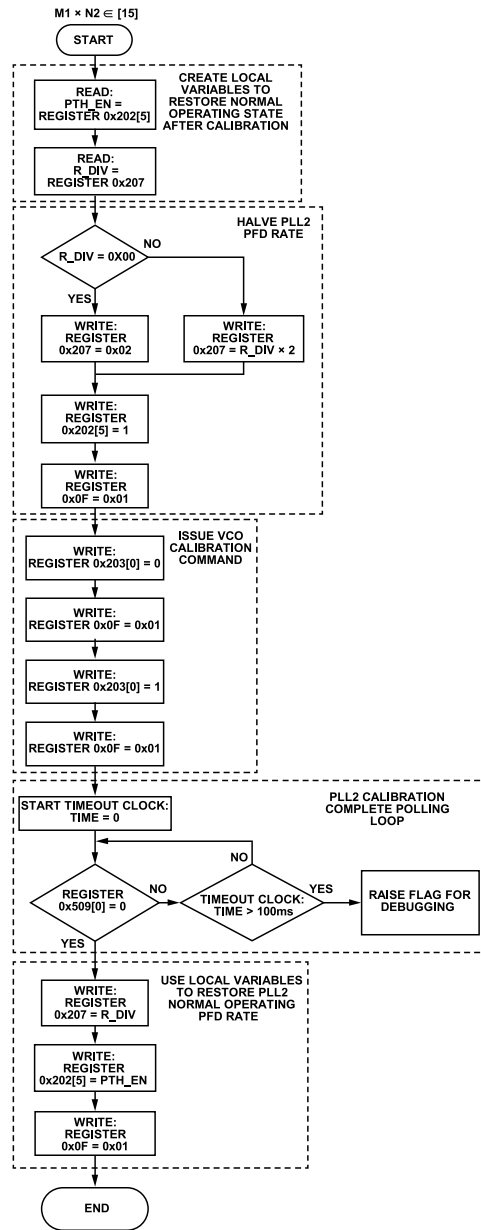 M1 × N2 ∈ [15]
START
CREATE LOCAL
VARIABLES TO
RESTORE NORMAL
OPERATING STATE
AFTER CALIBRATION
READ:
PTH_EN =
REGISTER 0x202[5]
READ:
R_DIV =
REGISTER 0x207
HALVE PLL2
PFD RATE
R_DIV = 0X00
NO
YES
WRITE:
REGISTER
0x207 = 0x02
WRITE:
REGISTER
0x207 = R_DIV × 2
WRITE:
REGISTER
0x202[5] = 1
WRITE:
REGISTER
0x0F = 0x01
ISSUE VCO
CALIBRATION
COMMAND
WRITE:
REGISTER 0x203[0] = 0
WRITE:
REGISTER 0x0F = 0x01
WRITE:
REGISTER 0x203[0] = 1
WRITE:
REGISTER 0x0F = 0x01
PLL2 CALIBRATION
COMPLETE POLLING
LOOP
START TIMEOUT CLOCK:
TIME = 0
NO
REGISTER
0x509[0] = 0
NO
TIMEOUT CLOCK:
TIME > 100ms
YES
RAISE FLAG FOR
DEBUGGING
YES
USE LOCAL VARIABLES
TO RESTORE PLL2
NORMAL OPERATING
PFD RATE
WRITE:
REGISTER
0x207 = R_DIV
WRITE:
REGISTER
0x202[5] = PTH_EN
WRITE:
REGISTER
0x0F = 0x01
END